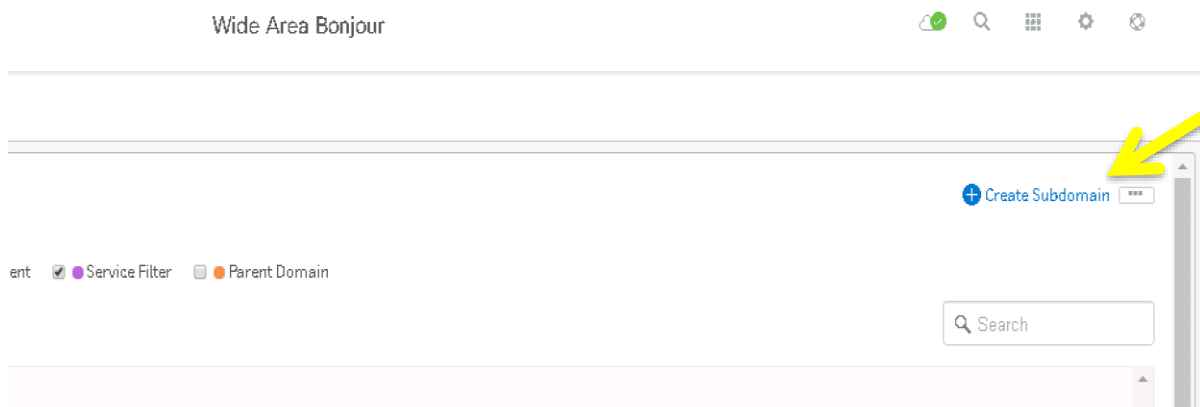 Wide Area Bonjour
Create Subdomain
ent Service Filter Parent Domain
Search